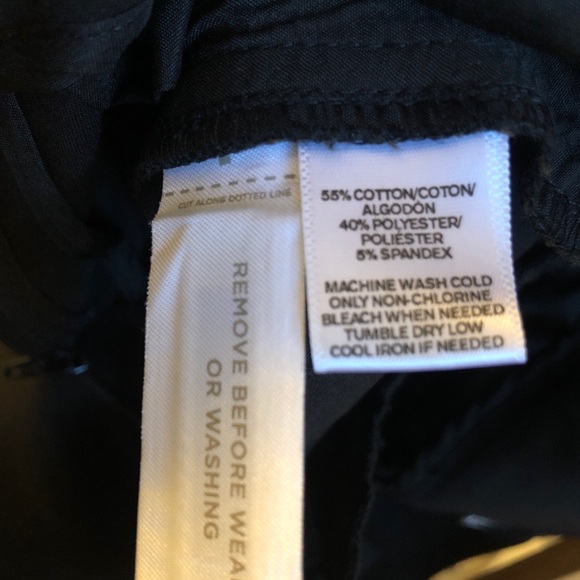 CUT ALONG DOTTED LINE
REMOVE BEFORE WEA
OR WASHING
55% COTTON/COTON/
ALGODÓN
40% POLYESTER/
POLIÉSTER
5% SPANDEX
MACHINE WASH COLD
ONLY NON-CHLORINE
BLEACH WHEN NEEDED
TUMBLE DRY LOW
COOL IRON IF NEEDED